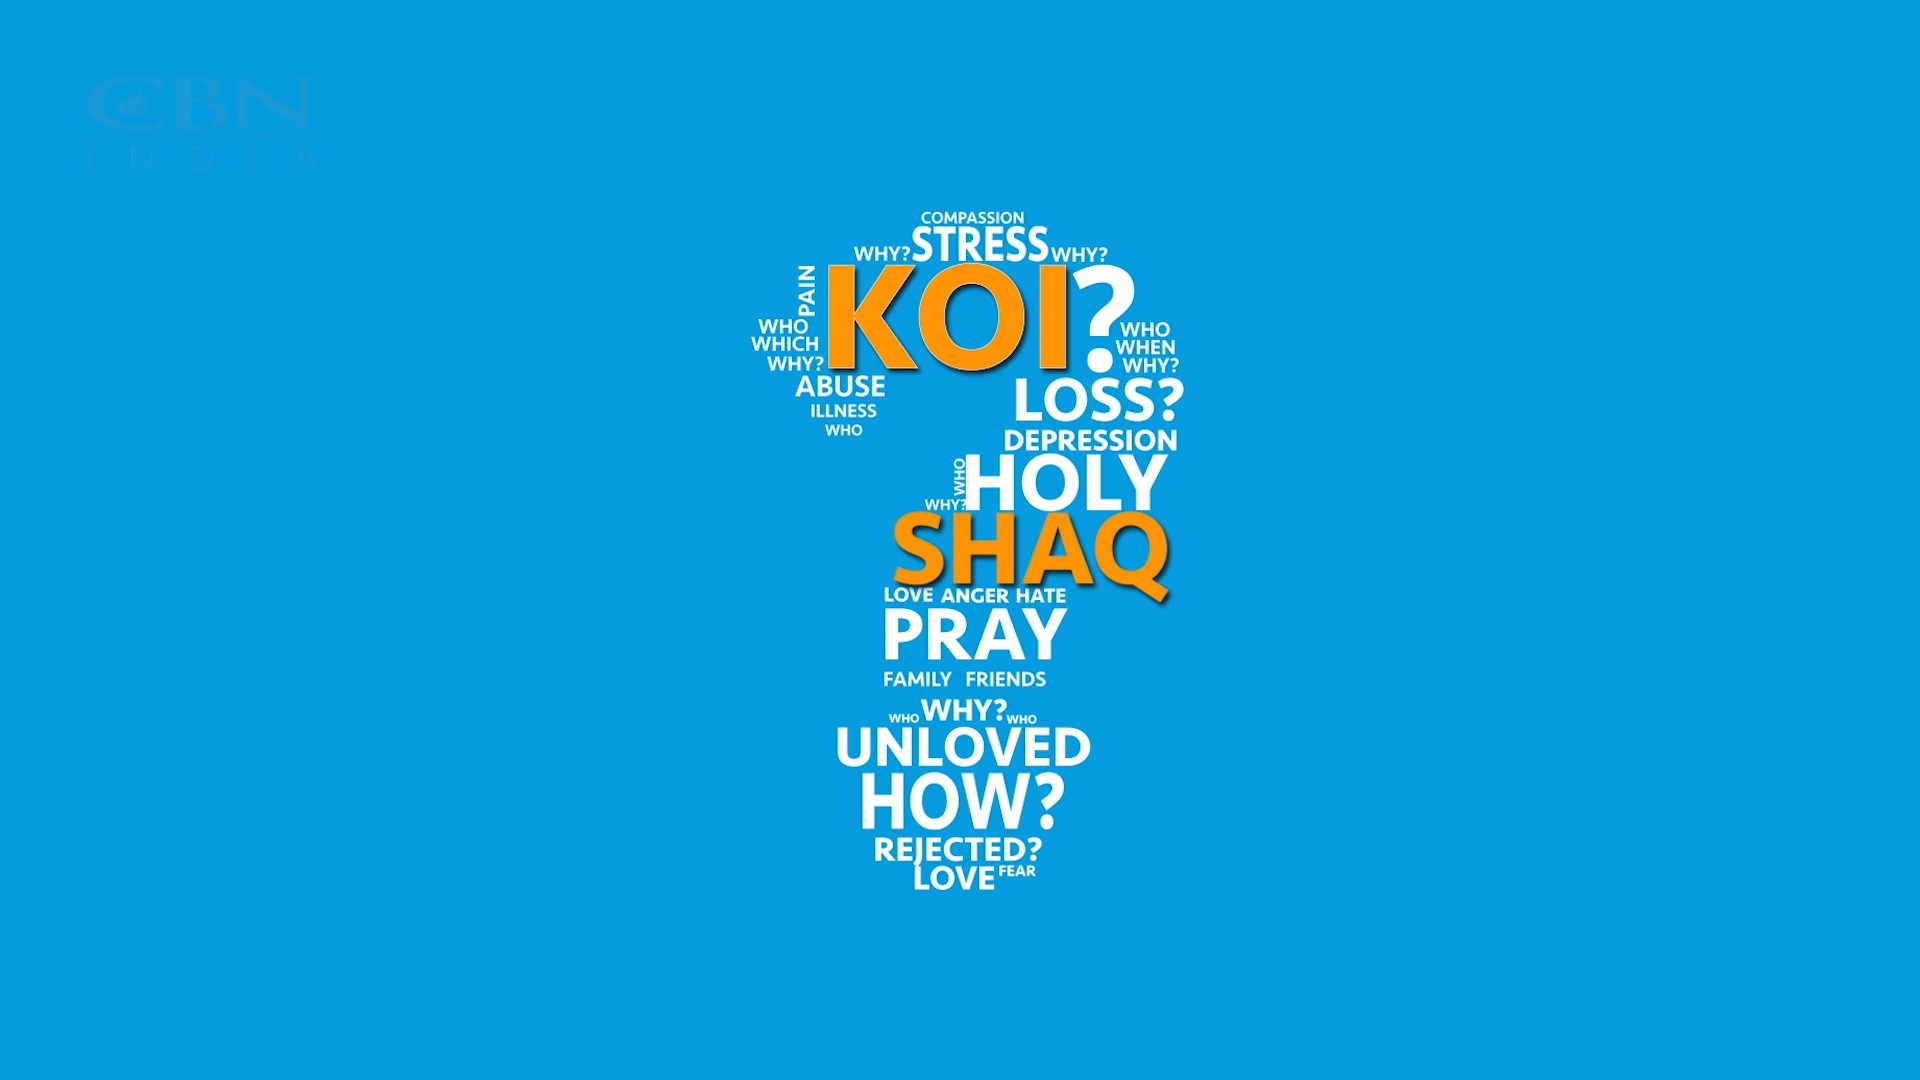 CBN
INDIA
COMPASSION
WHY? STRESS WHY?
PAIN
KOI?
WHO
WHICH
WHY?
WHO
WHEN
WHY?
ABUSE
LOSS?
ILLNESS
WHO
DEPRESSION
WHO
HOLY
WHY?
SHAQ
LOVE ANGER HATE
PRAY
FAMILY FRIENDS
WHO WHY? WHO
UNLOVED
HOW?
REJECTED?
LOVE FEAR